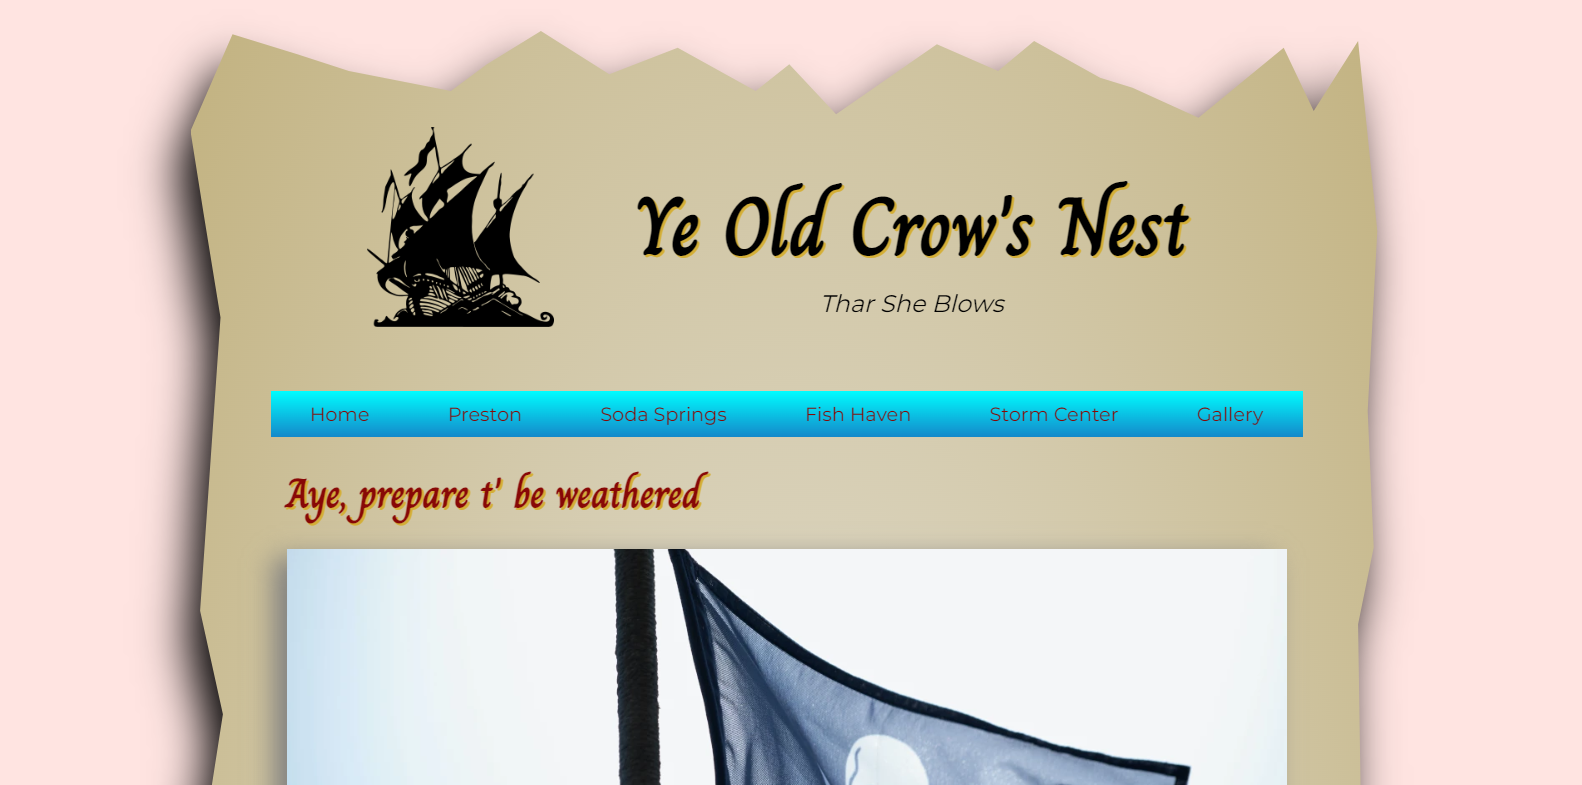 Ye Old Crow's Nest
Thar She Blows
Home Preston Soda Springs Fish Haven Storm Center Gallery
Aye, prepare t' be weathered